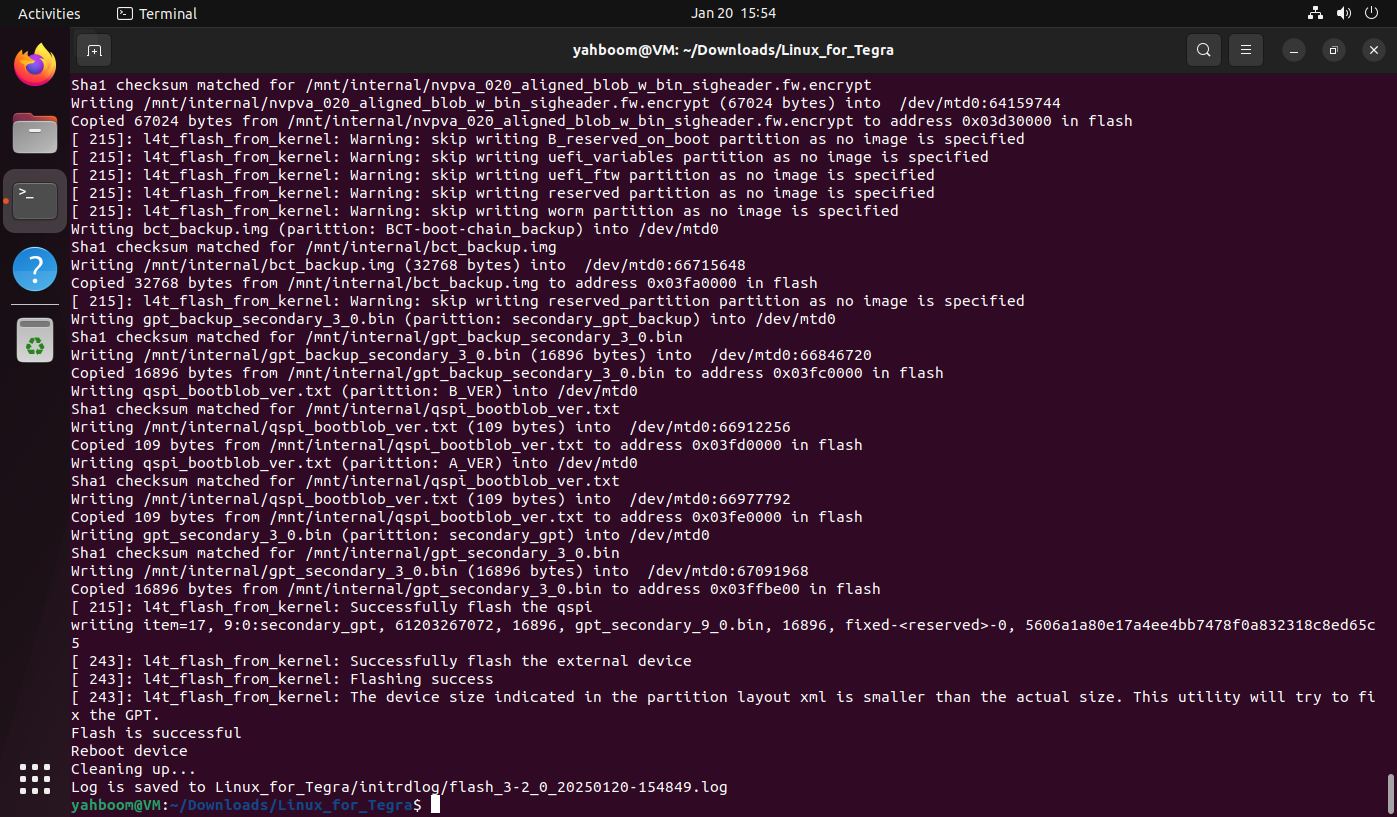 Activities
Terminal
Jan 20 15:54
yahboom@VM: ~/Downloads/Linux_for_Tegra
Sha1 checksum matched for /mnt/internal/nvpva_020_aligned_blob_w_bin_sigheader.fw.encrypt
Writing /mnt/internal/nvpva_020_aligned_blob_w_bin_sigheader.fw.encrypt (67024 bytes) into  /dev/mtd0:64159744
Copied 67024 bytes from /mnt/internal/nvpva_020_aligned_blob_w_bin_sigheader.fw.encrypt to address 0x03d30000 in flash
[ 215]: l4t_flash_from_kernel: Warning: skip writing B_reserved_on_boot partition as no image is specified
[ 215]: l4t_flash_from_kernel: Warning: skip writing uefi_variables partition as no image is specified
[ 215]: l4t_flash_from_kernel: Warning: skip writing uefi_ftw partition as no image is specified
[ 215]: l4t_flash_from_kernel: Warning: skip writing reserved partition as no image is specified
[ 215]: l4t_flash_from_kernel: Warning: skip writing worm partition as no image is specified
Writing bct_backup.img (parittion: BCT-boot-chain_backup) into /dev/mtd0
Sha1 checksum matched for /mnt/internal/bct_backup.img
Writing /mnt/internal/bct_backup.img (32768 bytes) into  /dev/mtd0:66715648
Copied 32768 bytes from /mnt/internal/bct_backup.img to address 0x03fa0000 in flash
[ 215]: l4t_flash_from_kernel: Warning: skip writing reserved_partition partition as no image is specified
Writing gpt_backup_secondary_3_0.bin (parittion: secondary_gpt_backup) into /dev/mtd0
Sha1 checksum matched for /mnt/internal/gpt_backup_secondary_3_0.bin
Writing /mnt/internal/gpt_backup_secondary_3_0.bin (16896 bytes) into  /dev/mtd0:66846720
Copied 16896 bytes from /mnt/internal/gpt_backup_secondary_3_0.bin to address 0x03fc0000 in flash
Writing qspi_bootblob_ver.txt (parittion: B_VER) into /dev/mtd0
Sha1 checksum matched for /mnt/internal/qspi_bootblob_ver.txt
Writing /mnt/internal/qspi_bootblob_ver.txt (109 bytes) into  /dev/mtd0:66912256
Copied 109 bytes from /mnt/internal/qspi_bootblob_ver.txt to address 0x03fd0000 in flash
Writing qspi_bootblob_ver.txt (parittion: A_VER) into /dev/mtd0
Sha1 checksum matched for /mnt/internal/qspi_bootblob_ver.txt
Writing /mnt/internal/qspi_bootblob_ver.txt (109 bytes) into  /dev/mtd0:66977792
Copied 109 bytes from /mnt/internal/qspi_bootblob_ver.txt to address 0x03fe0000 in flash
Writing gpt_secondary_3_0.bin (parittion: secondary_gpt) into /dev/mtd0
Sha1 checksum matched for /mnt/internal/gpt_secondary_3_0.bin
Writing /mnt/internal/gpt_secondary_3_0.bin (16896 bytes) into  /dev/mtd0:67091968
Copied 16896 bytes from /mnt/internal/gpt_secondary_3_0.bin to address 0x03ffbe00 in flash
[ 215]: l4t_flash_from_kernel: Successfully flash the qspi
writing item=17, 9:0:secondary_gpt, 61203267072, 16896, gpt_secondary_9_0.bin, 16896, fixed-<reserved>-0, 5606a1a80e17a4ee4bb7478f0a832318c8ed65c
5
[ 243]: l4t_flash_from_kernel: Successfully flash the external device
[ 243]: l4t_flash_from_kernel: Flashing success
[ 243]: l4t_flash_from_kernel: The device size indicated in the partition layout xml is smaller than the actual size. This utility will try to fi
x the GPT.
Flash is successful
Reboot device
Cleaning up...
Log is saved to Linux_for_Tegra/initrdlog/flash_3-2_0_20250120-154849.log
yahboom@VM:~/Downloads/Linux_for_Tegra$